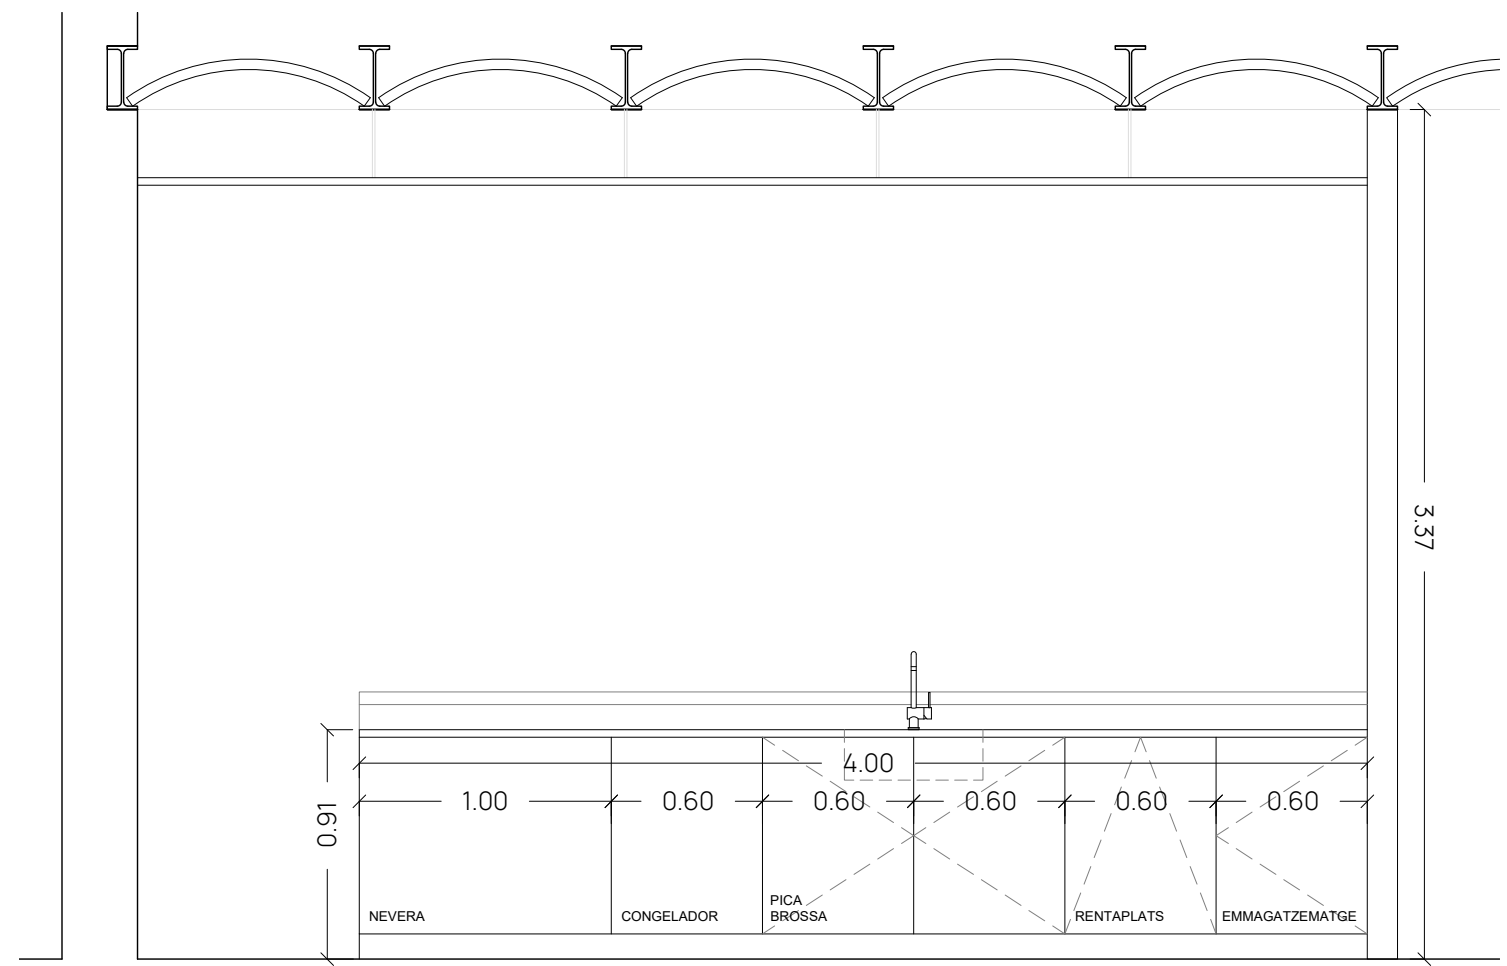 3.37
4.00
1.00
0.60
0.60
0.60
0.60
0.60
0.91
PICA
BROSSA
NEVERA
CONGELADOR
RENTAPLATS
EMMAGATZEMATGE